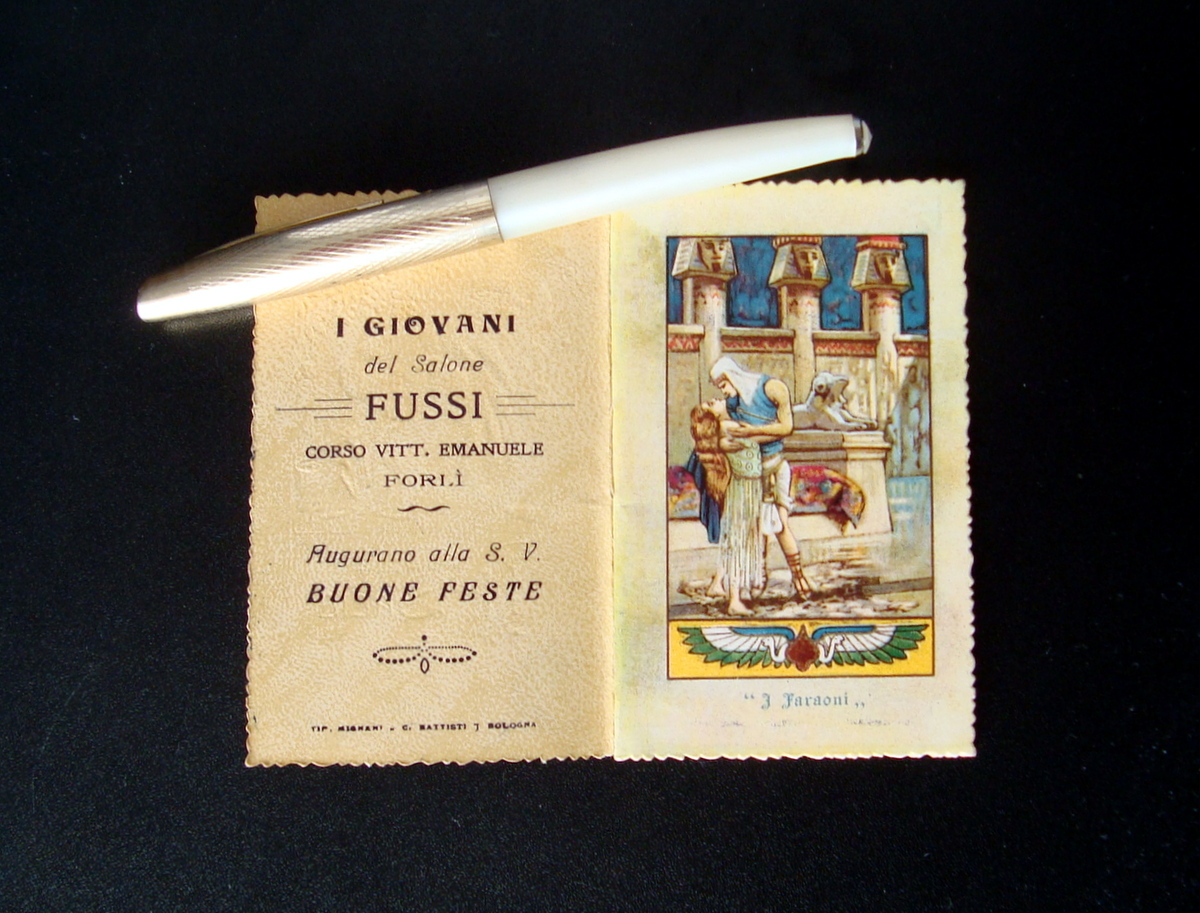 I GIOVANI
del Salone
FUSSI
CORSO VITT. EMANUELE
FORLÌ
Augurano alla S. V.
BUONE FESTE
TIP. MIGNANI - C. BATTISTI 7 BOLOGNA
“I Faraoni„